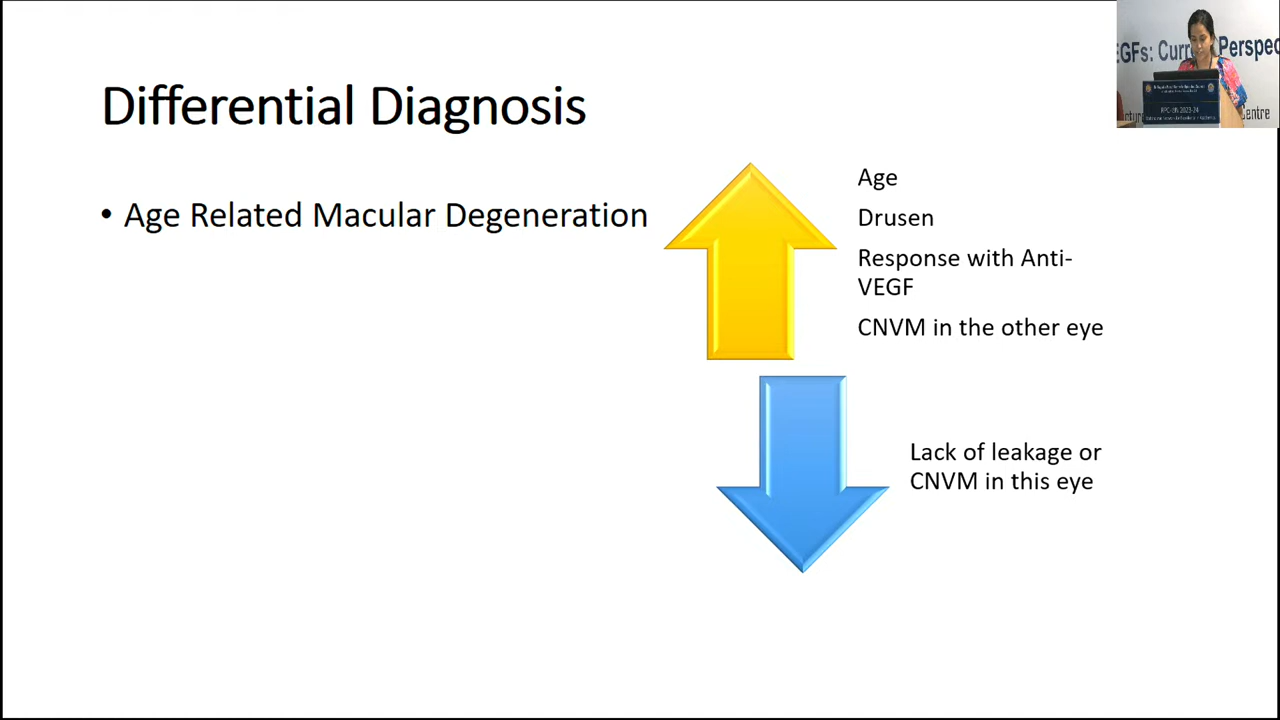 Differential Diagnosis
• Age Related Macular Degeneration
Age
Drusen
Response with Anti-
VEGF
CNVM in the other eye
Lack of leakage or
CNVM in this eye
EGFs: Current Perspec
Centre